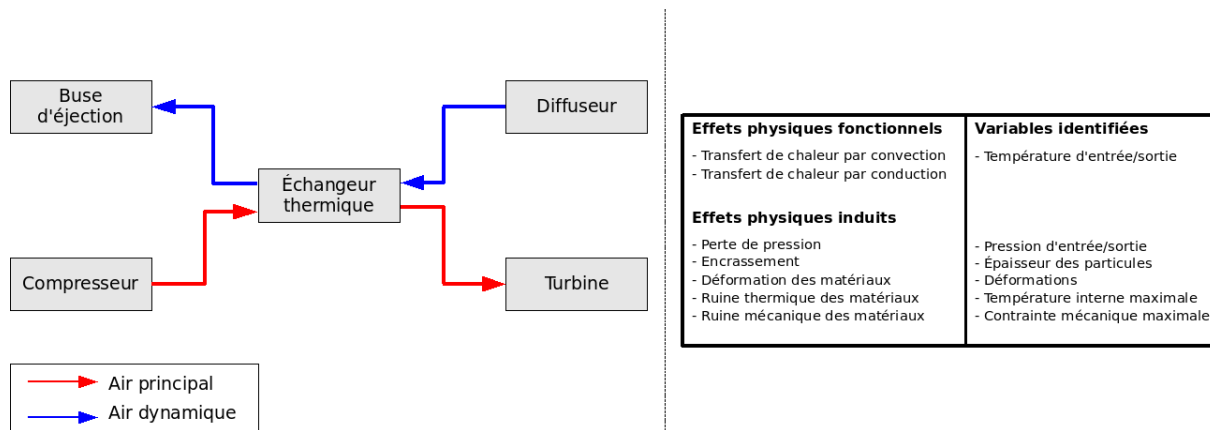 Buse
d'éjection
Diffuseur
Échangeur
thermique
Compresseur
Turbine
Air principal
Air dynamique
Effets physiques fonctionnels
- Transfert de chaleur par convection
- Transfert de chaleur par conduction
Effets physiques induits
- Perte de pression
- Encrassement
- Déformation des matériaux
- Ruine thermique des matériaux
- Ruine mécanique des matériaux
Variables identifiées
- Température d'entrée/sortie
- Pression d'entrée/sortie
- Épaisseur des particules
- Déformations
- Température interne maximale
- Contrainte mécanique maximale